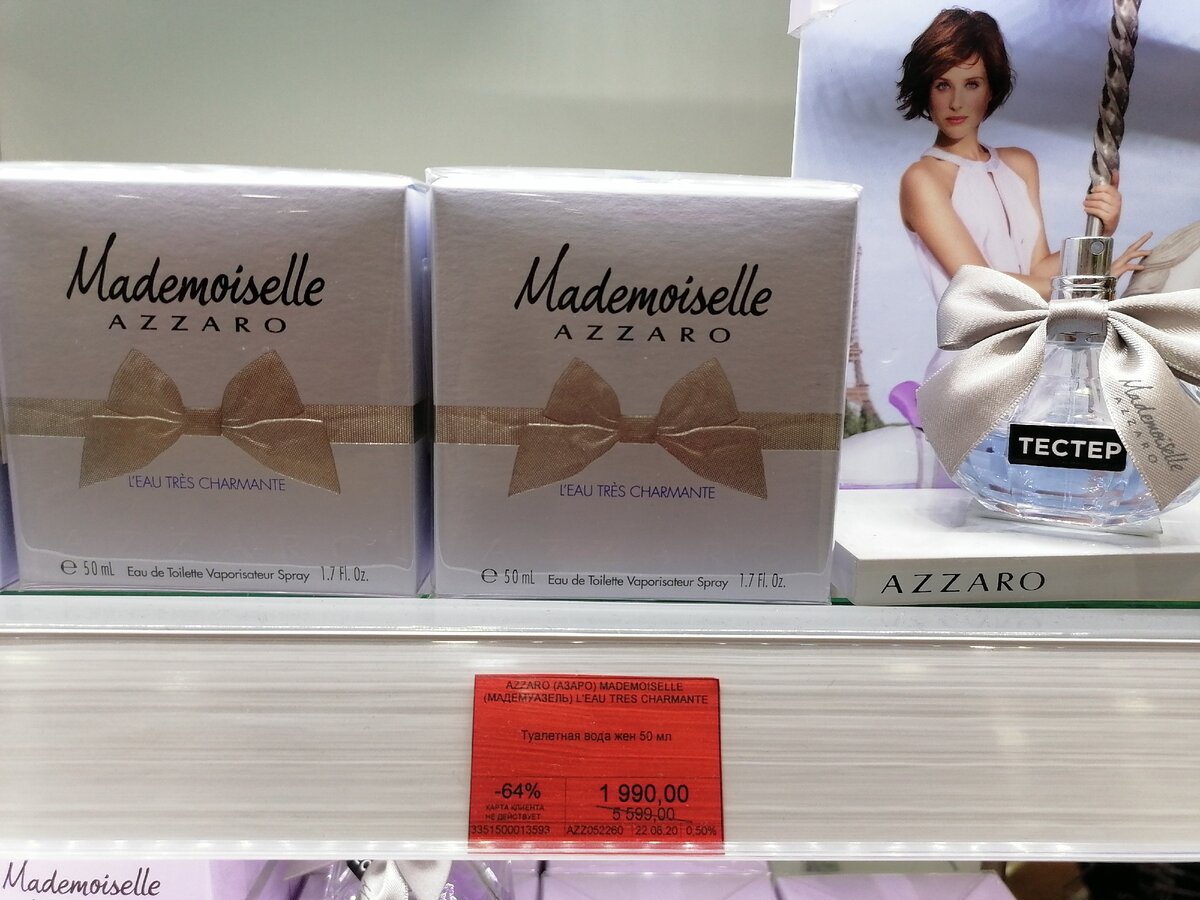 Mademoiselle
AZZARO
L'EAU TRÈS CHARMANTE
e 50 mL Eau de Toilette Vaporisateur Spray 1.7 Fl. Oz.
Mademoiselle
AZZARO
L'EAU TRÈS CHARMANTE
e 50 mL Eau de Toilette Vaporisateur Spray 1.7 Fl. Oz.
Mademoiselle
AZZARO
ТЕСТЕР
AZZARO
AZZARO (АЗАРО) MADEMOISELLE
(МАДЕМУАЗЕЛЬ) L'EAU TRES CHARMANTE
Туалетная вода жен 50 мл
-64%
КАРТА КЛИЕНТА
НЕ ДЕЙСТВУЕТ
1 990,00
5 599,00
3351500013593 AZZ052260 22.08.20 0,50%
Mademoiselle